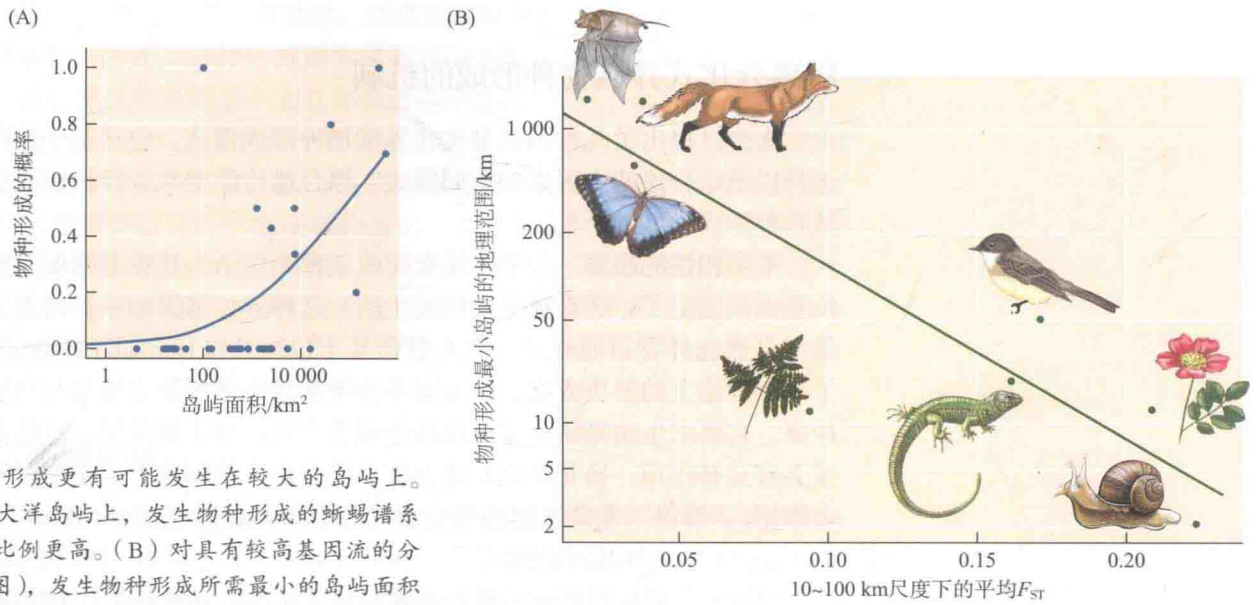 (A)
物种形成的概率
1.0
0.8
0.6
0.4
0.2
0.0
1
100
10 000
岛屿面积/km²
(B)
物种形成最小岛屿的地理范围/km
1 000
200
50
10
5
2
0.05
0.10
0.15
0.20
10~100 km尺度下的平均F_ST
形成更有可能发生在较大的岛屿上。
大洋岛屿上，发生物种形成的蜥蜴谱系
比例更高。(B) 对具有较高基因流的分
图)，发生物种形成所需最小的岛屿面积